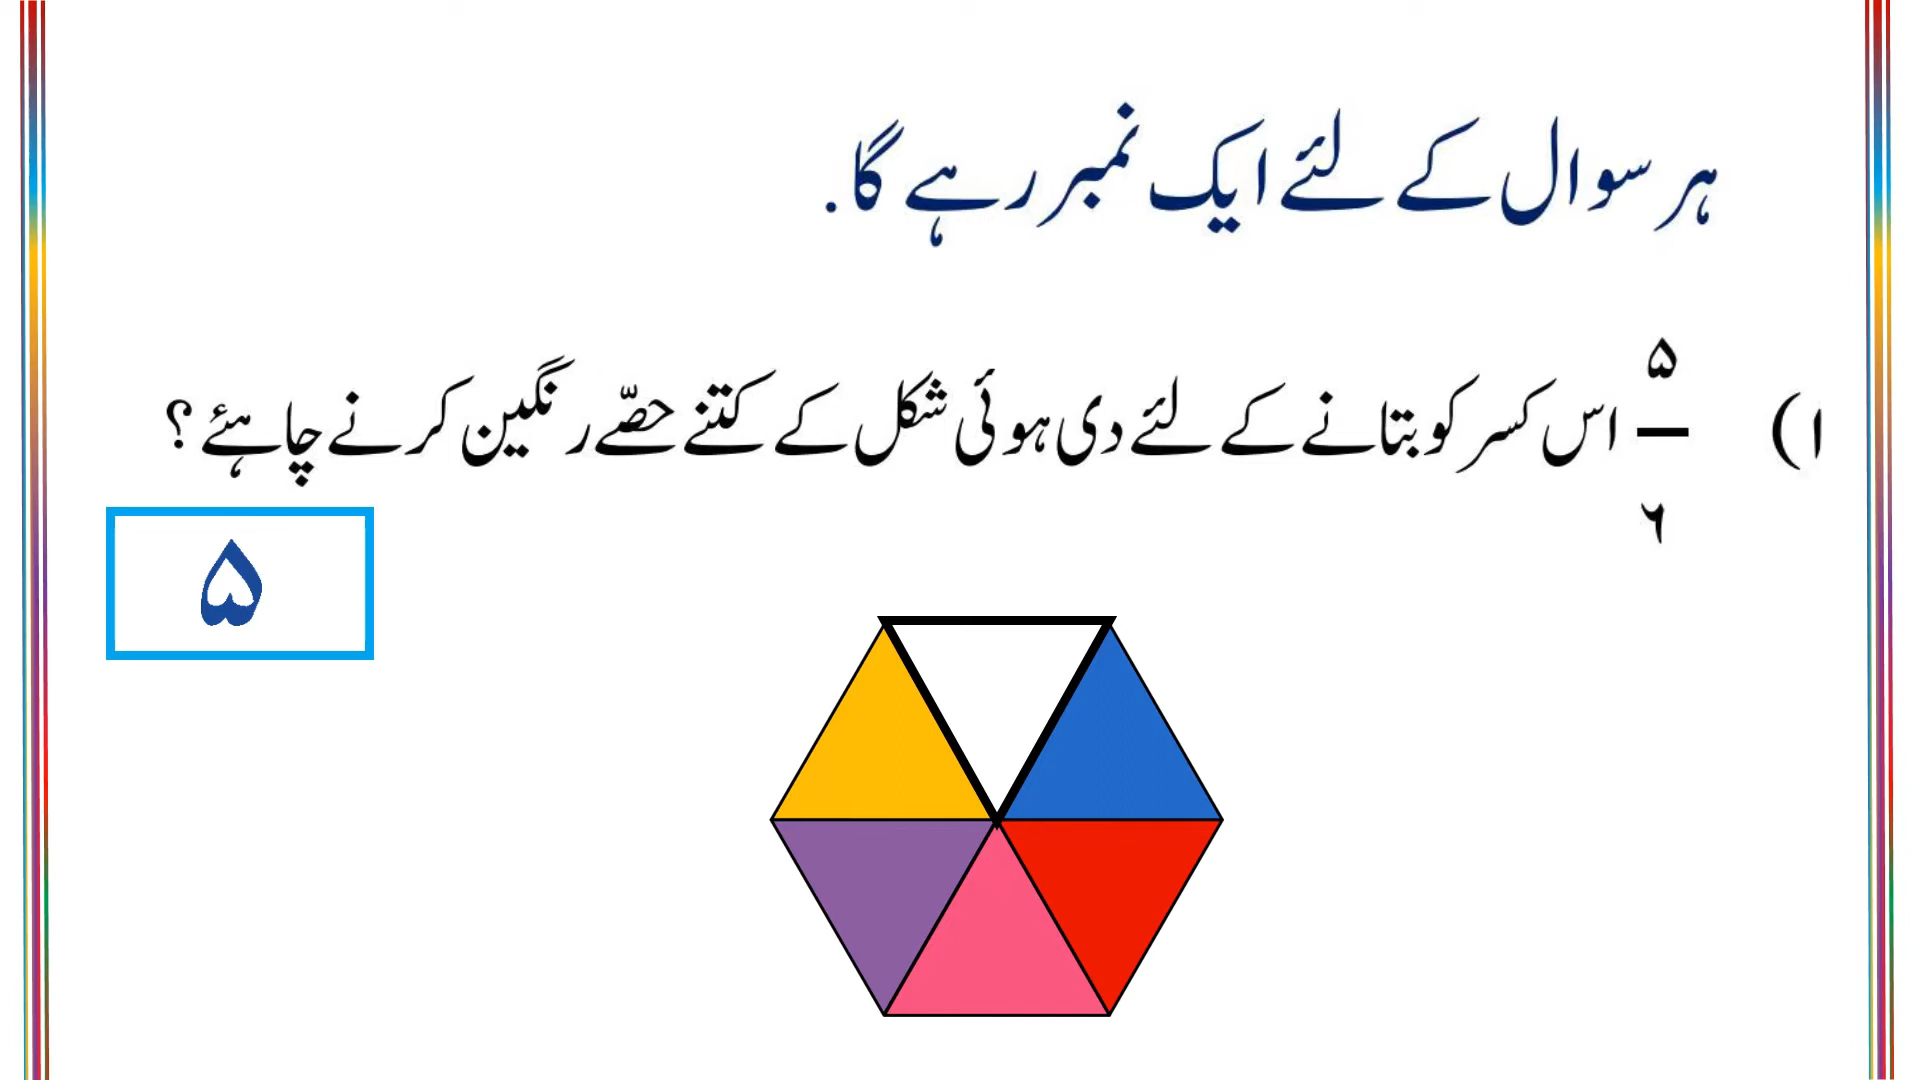 ہر سوال کے لئے ایک نمبر رہے گا.
۱) ۵/۶ اس کسر کو بتانے کے لئے دی ہوئی شکل کے کتنے حصّے رنگین کرنے چاہئے؟
۵